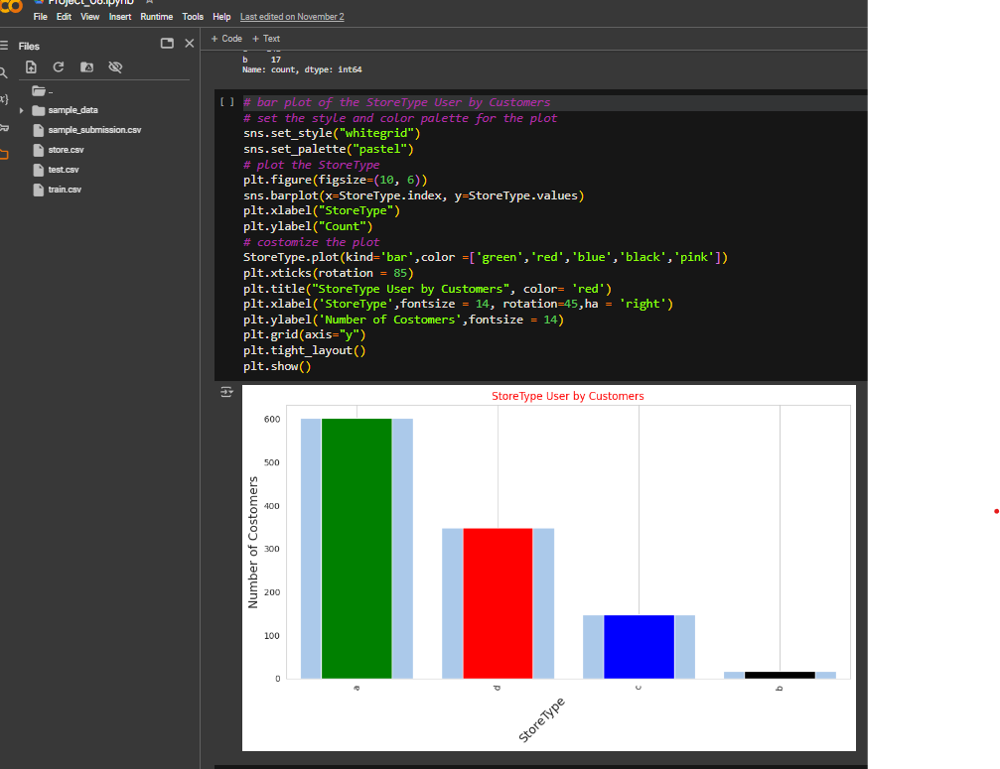 Project_06.ipynb
File Edit View Insert Runtime Tools Help Last edited on November 2
Files
+ Code + Text
b 17
Name: count, dtype: int64
..
sample_data
sample_submission.csv
store.csv
test.csv
train.csv
[ ]
# bar plot of the StoreType User by Customers
# set the style and color palette for the plot
sns.set_style("whitegrid")
sns.set_palette("pastel")
# plot the StoreType
plt.figure(figsize=(10, 6))
sns.barplot(x=StoreType.index, y=StoreType.values)
plt.xlabel("StoreType")
plt.ylabel("Count")
# costomize the plot
StoreType.plot(kind='bar',color =['green','red','blue','black','pink'])
plt.xticks(rotation = 85)
plt.title("StoreType User by Customers", color= 'red')
plt.xlabel('StoreType',fontsize = 14, rotation=45,ha = 'right')
plt.ylabel('Number of Costomers',fontsize = 14)
plt.grid(axis="y")
plt.tight_layout()
plt.show()
StoreType User by Customers
Number of Costomers
600
500
400
300
200
100
0
a d c b
StoreType